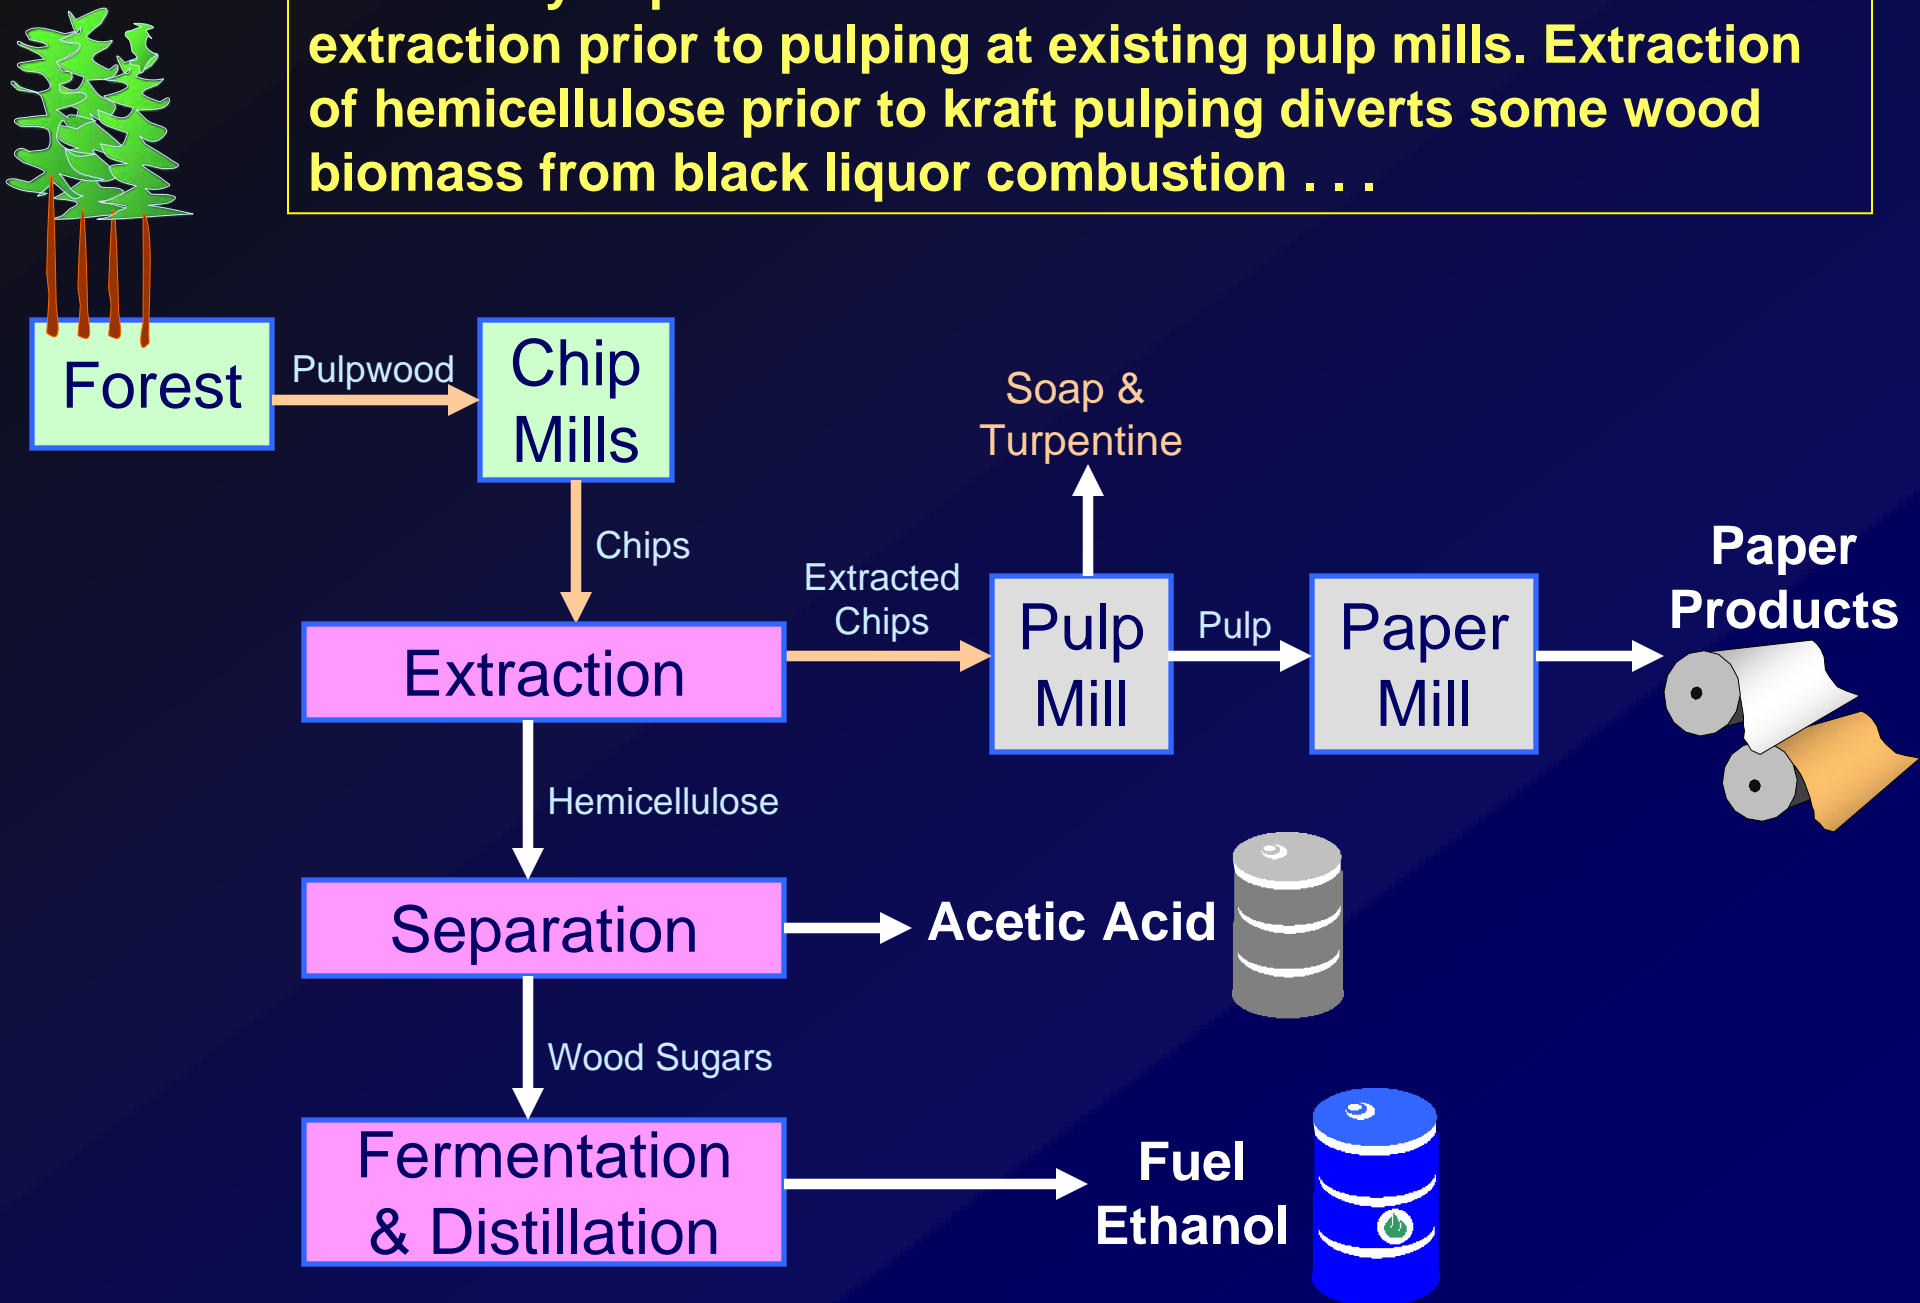 extraction prior to pulping at existing pulp mills. Extraction
of hemicellulose prior to kraft pulping diverts some wood
biomass from black liquor combustion . . .
Forest
Pulpwood
Chip
Mills
Soap &
Turpentine
Chips
Extracted
Chips
Extraction
Pulp
Mill
Pulp
Paper
Mill
Paper
Products
Hemicellulose
Separation
Acetic Acid
Wood Sugars
Fermentation
& Distillation
Fuel
Ethanol